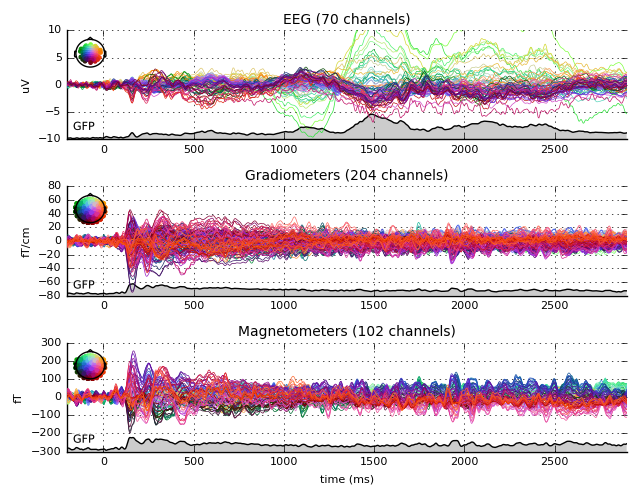 EEG (70 channels)
10
5
0
−5
−10
uV
GFP
0 500 1000 1500 2000 2500
Gradiometers (204 channels)
80
60
40
20
0
−20
−40
−60
−80
fT/cm
GFP
0 500 1000 1500 2000 2500
Magnetometers (102 channels)
300
200
100
0
−100
−200
−300
fT
GFP
0 500 1000 1500 2000 2500
time (ms)